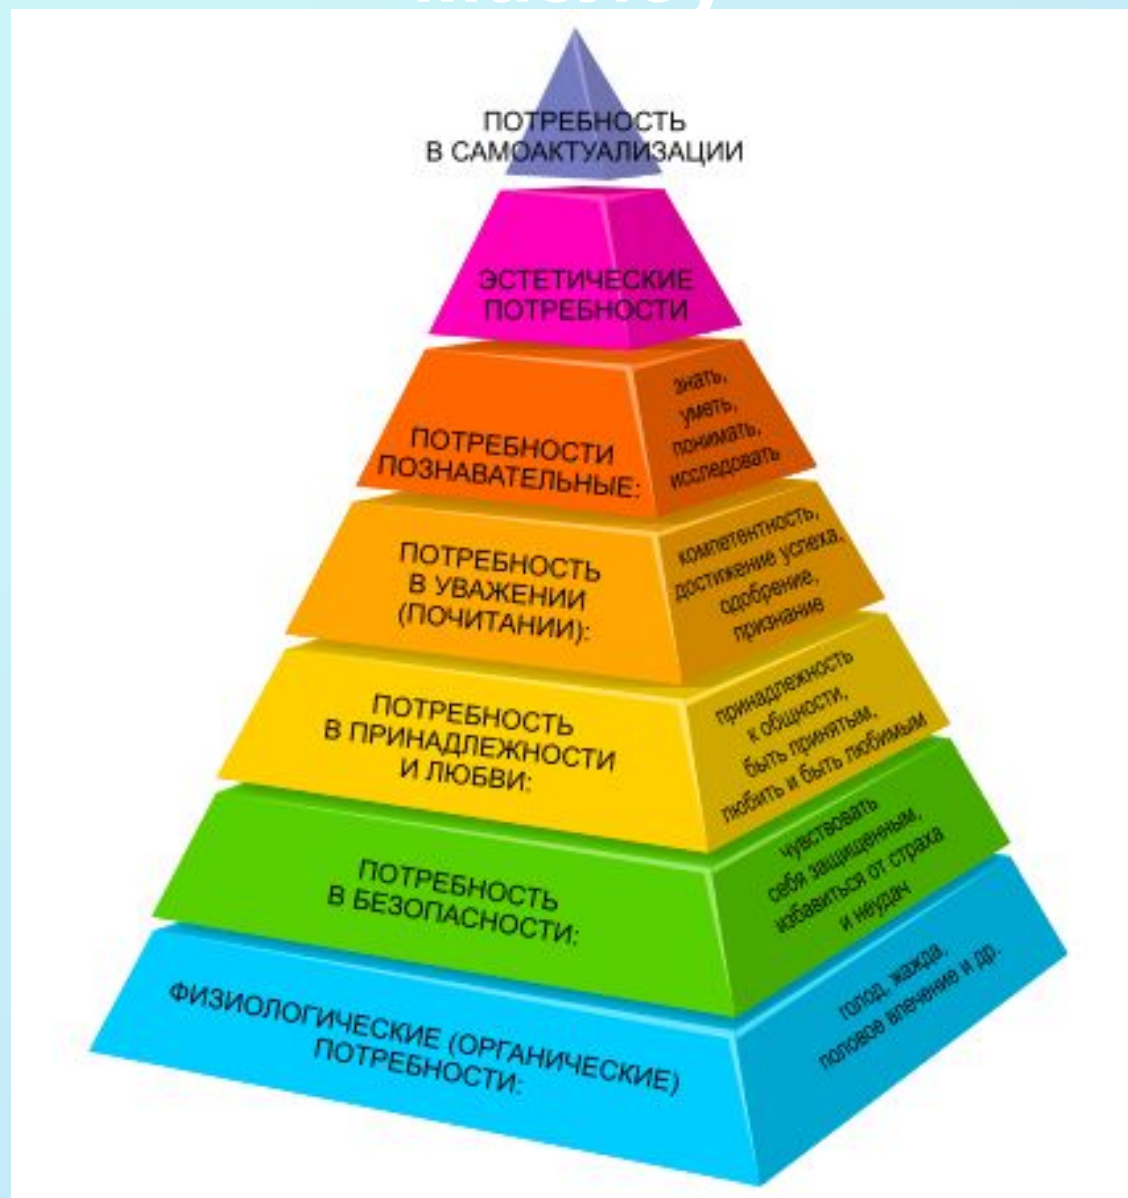 ПОТРЕБНОСТЬ
В САМОАКТУАЛИЗАЦИИ
ЭСТЕТИЧЕСКИЕ
ПОТРЕБНОСТИ
ПОТРЕБНОСТИ
ПОЗНАВАТЕЛЬНЫЕ:
знать,
уметь,
понимать,
исследовать
ПОТРЕБНОСТЬ
В УВАЖЕНИИ
(ПОЧИТАНИИ):
компетентность,
достижение успеха,
одобрение,
признание
ПОТРЕБНОСТЬ
В ПРИНАДЛЕЖНОСТИ
И ЛЮБВИ:
принадлежность
к общности,
быть принятым,
любить и быть любимым
ПОТРЕБНОСТЬ
В БЕЗОПАСНОСТИ:
чувствовать
себя защищенным,
избавиться от страха
и неудач
ФИЗИОЛОГИЧЕСКИЕ (ОРГАНИЧЕСКИЕ)
ПОТРЕБНОСТИ:
голод, жажда,
половое влечение и др.